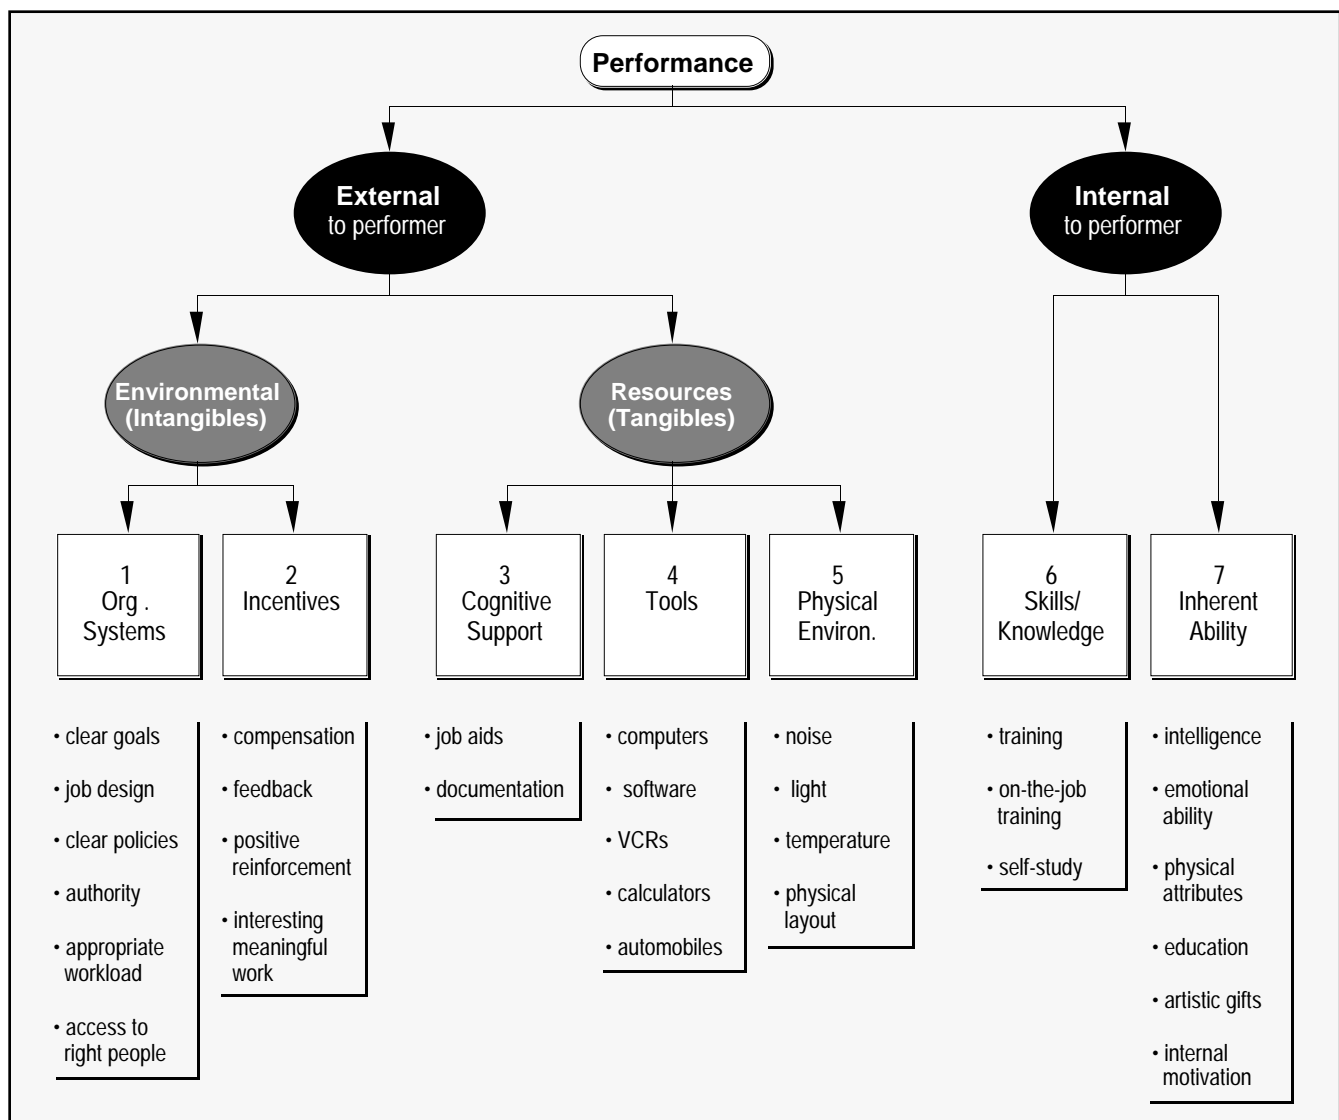 Performance
External
to performer
Internal
to performer
Environmental
(Intangibles)
Resources
(Tangibles)
1
Org .
Systems
2
Incentives
3
Cognitive
Support
4
Tools
5
Physical
Environ.
6
Skills/
Knowledge
7
Inherent
Ability
• clear goals
• job design
• clear policies
• authority
• appropriate
workload
• access to
right people
• compensation
• feedback
• positive
reinforcement
• interesting
meaningful
work
• job aids
• documentation
• computers
• software
• VCRs
• calculators
• automobiles
• noise
• light
• temperature
• physical
layout
• training
• on-the-job
training
• self-study
• intelligence
• emotional
ability
• physical
attributes
• education
• artistic gifts
• internal
motivation